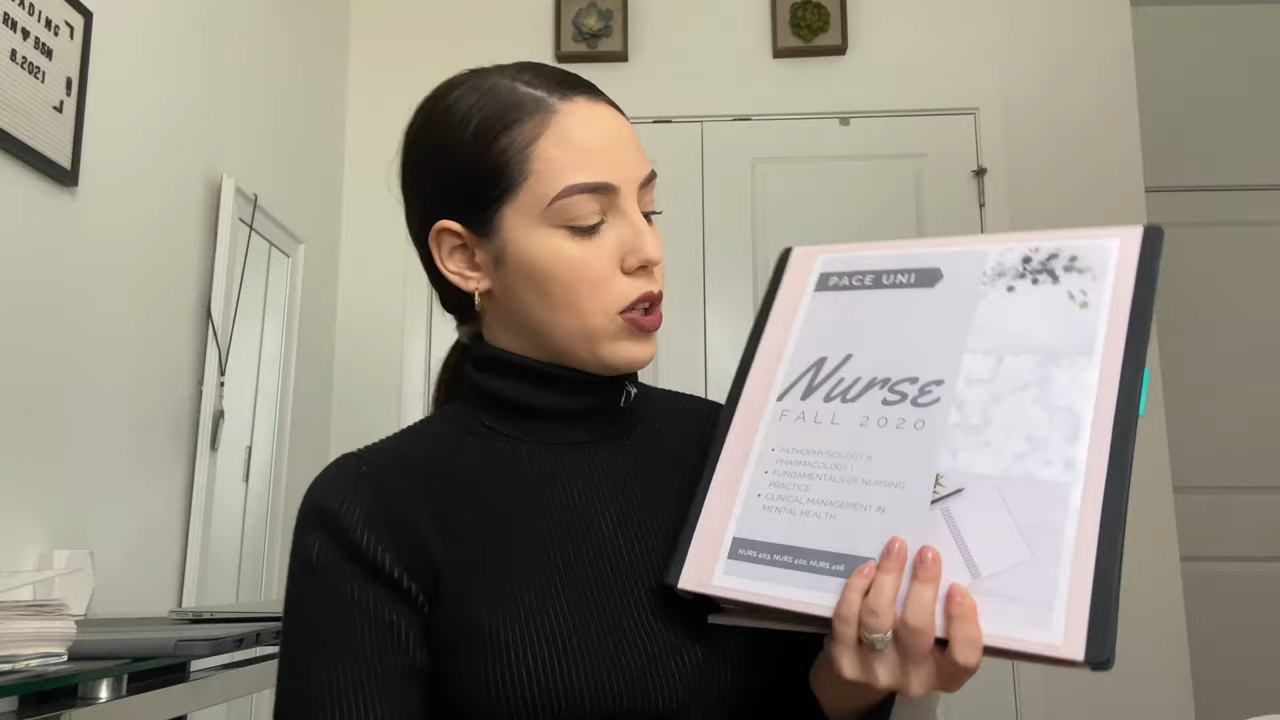 ADING
RN ♥ BSN
8.2021
PACE UNI
Nurse
FALL 2020
• PATHOPHYSIOLOGY &
PHARMACOLOGY I
• FUNDAMENTALS OF NURSING
PRACTICE
• CLINICAL MANAGEMENT IN
MENTAL HEALTH
NURS 403, NURS 402, NURS 406